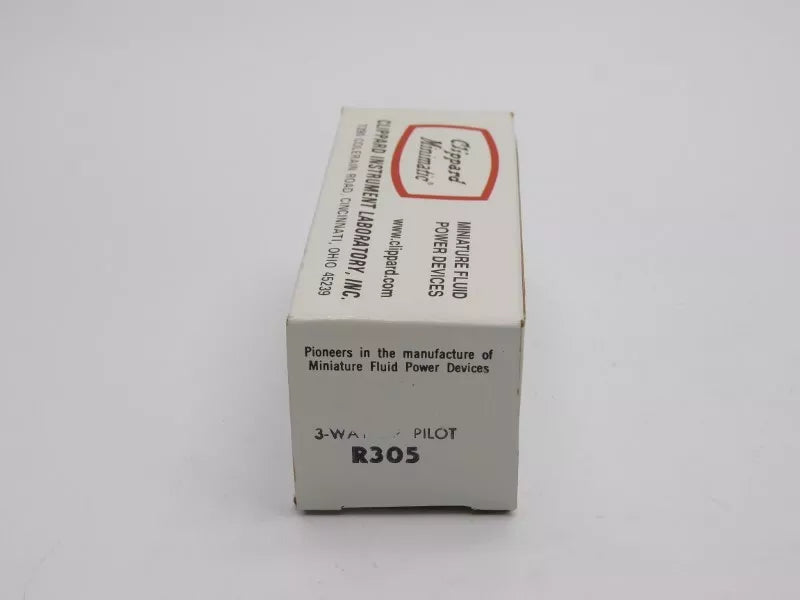 Clippard
Minimatic®
MINIATURE FLUID
POWER DEVICES
www.clippard.com
CLIPPARD INSTRUMENT LABORATORY, INC.
7390 COLERAIN ROAD, CINCINNATI, OHIO 45239
Pioneers in the manufacture of
Miniature Fluid Power Devices
PILOT
R305